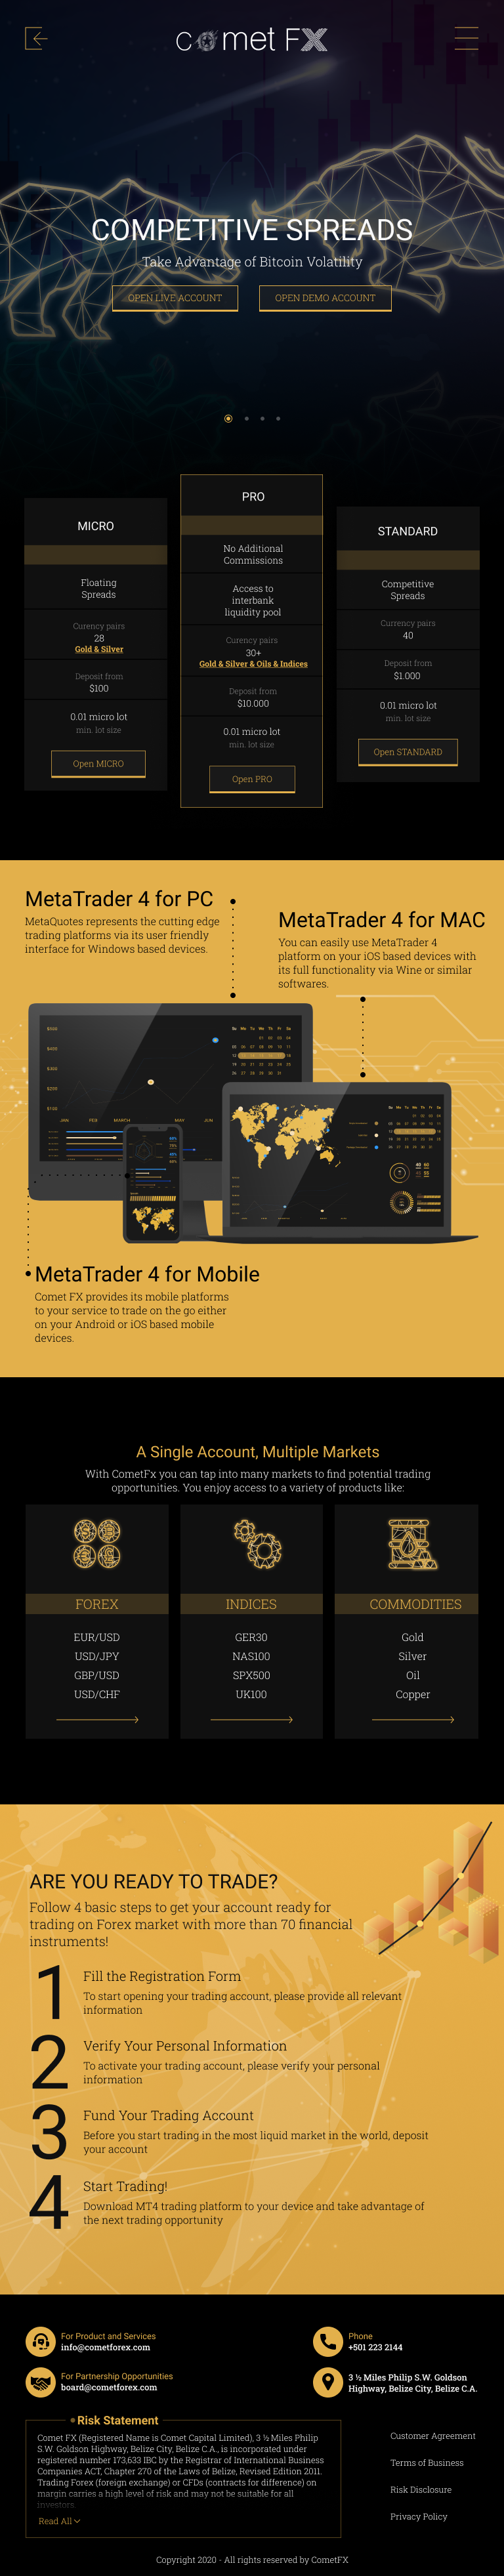 comet FX
COMPETITIVE SPREADS
Take Advantage of Bitcoin Volatility
OPEN LIVE ACCOUNT
OPEN DEMO ACCOUNT
MICRO
Floating
Spreads
Curency pairs
28
Gold & Silver
Deposit from
$100
0.01 micro lot
min. lot size
Open MICRO
PRO
No Additional
Commissions
Access to
interbank
liquidity pool
Curency pairs
30+
Gold & Silver & Oils & Indices
Deposit from
$10.000
0.01 micro lot
min. lot size
Open PRO
STANDARD
Competitive
Spreads
Currency pairs
40
Deposit from
$1.000
0.01 micro lot
min. lot size
Open STANDARD
MetaTrader 4 for PC
MetaQuotes represents the cutting edge
trading platforms via its user friendly
interface for Windows based devices.
MetaTrader 4 for MAC
You can easily use MetaTrader 4
platform on your iOS based devices with
its full functionality via Wine or similar
softwares.
$500
$400
$300
$200
$100
JAN FEB MARCH MAY JUN
Su Mo Tu We Th Fr Sa
MetaTrader 4 for Mobile
Comet FX provides its mobile platforms
to your service to trade on the go either
on your Android or iOS based mobile
devices.
A Single Account, Multiple Markets
With CometFx you can tap into many markets to find potential trading
opportunities. You enjoy access to a variety of products like:
FOREX
EUR/USD
USD/JPY
GBP/USD
USD/CHF
INDICES
GER30
NAS100
SPX500
UK100
COMMODITIES
Gold
Silver
Oil
Copper
ARE YOU READY TO TRADE?
Follow 4 basic steps to get your account ready for
trading on Forex market with more than 70 financial
instruments!
1
Fill the Registration Form
To start opening your trading account, please provide all relevant
information
2
Verify Your Personal Information
To activate your trading account, please verify your personal
information
3
Fund Your Trading Account
Before you start trading in the most liquid market in the world, deposit
your account
4
Start Trading!
Download MT4 trading platform to your device and take advantage of
the next trading opportunity
For Product and Services
info@cometforex.com
Phone
+501 223 2144
For Partnership Opportunities
board@cometforex.com
3 ½ Miles Philip S.W. Goldson
Highway, Belize City, Belize C.A.
Risk Statement
Comet FX (Registered Name is Comet Capital Limited), 3 ½ Miles Philip
S.W. Goldson Highway, Belize City, Belize C.A., is incorporated under
registered number 173,633 IBC by the Registrar of International Business
Companies ACT, Chapter 270 of the Laws of Belize, Revised Edition 2011.
Trading Forex (foreign exchange) or CFDs (contracts for difference) on
margin carries a high level of risk and may not be suitable for all
investors.
Read All
Customer Agreement
Terms of Business
Risk Disclosure
Privacy Policy
Copyright 2020 - All rights reserved by CometFX